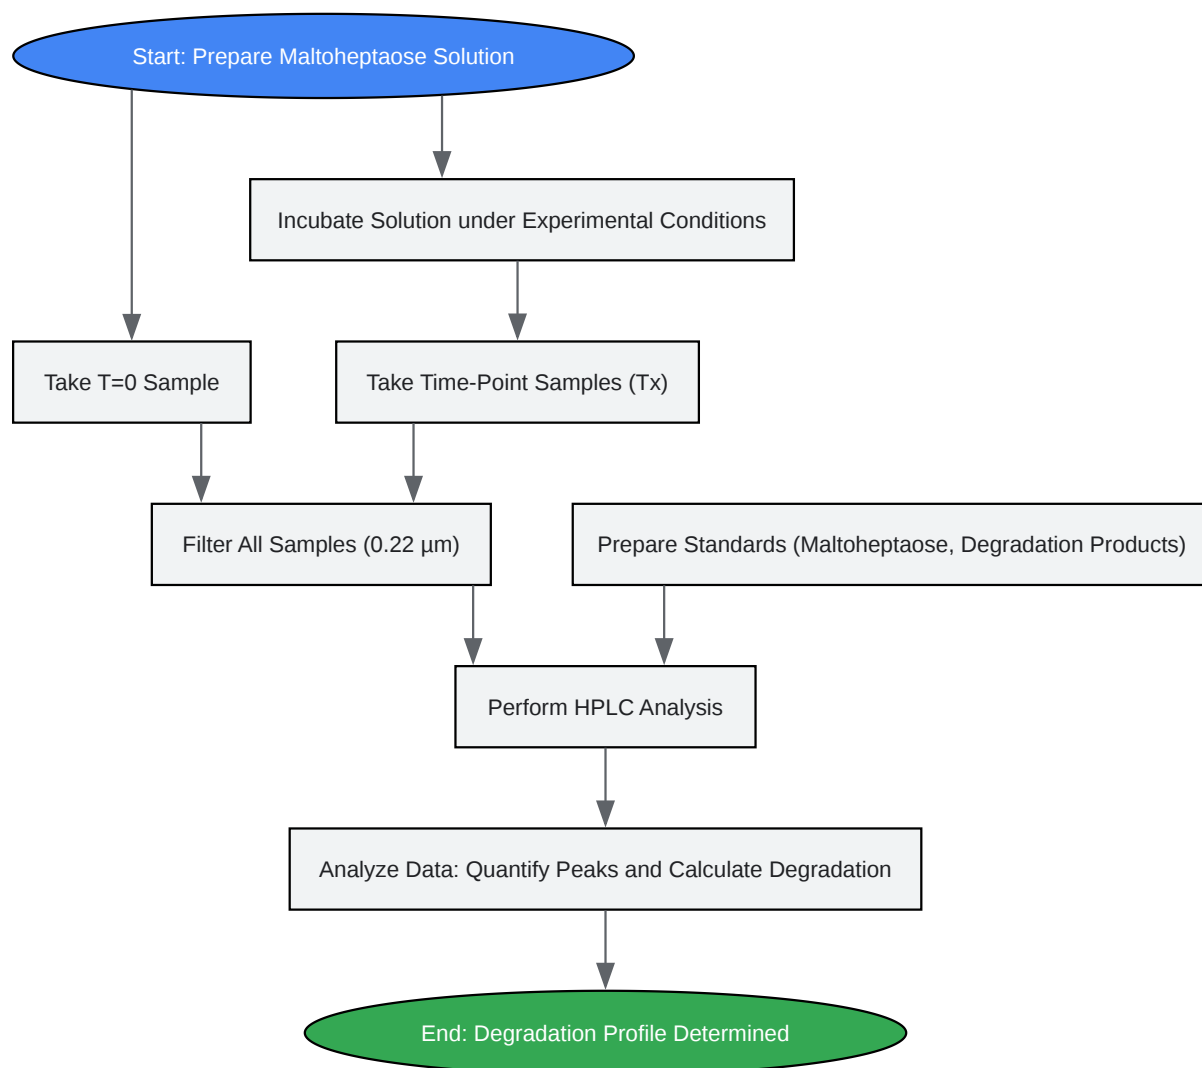 Start: Prepare Maltoheptaose Solution
Incubate Solution under Experimental Conditions
Take T=0 Sample
Take Time-Point Samples (Tx)
Filter All Samples (0.22 µm)
Prepare Standards (Maltoheptaose, Degradation Products)
Perform HPLC Analysis
Analyze Data: Quantify Peaks and Calculate Degradation
End: Degradation Profile Determined